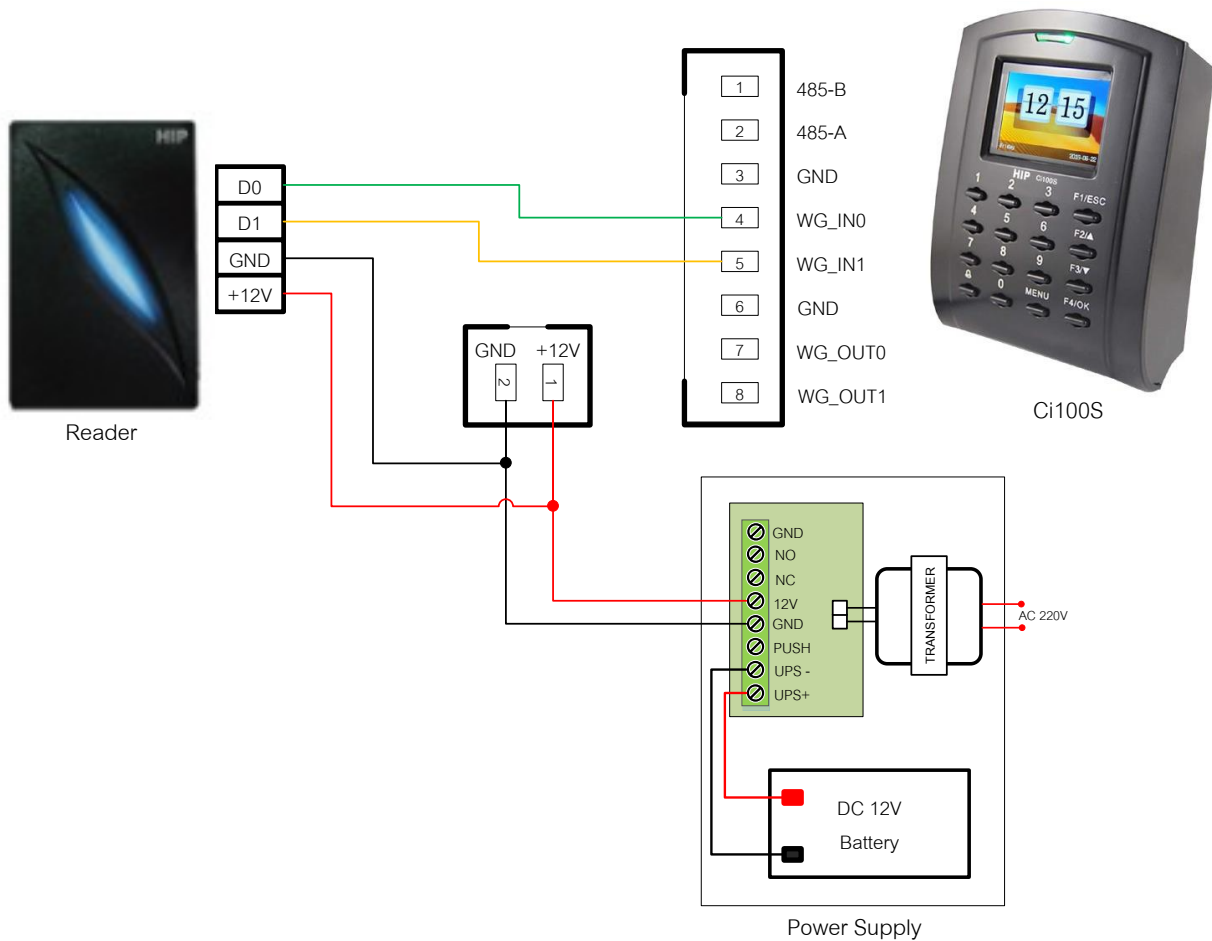 HIP
Reader
D0
D1
GND
+12V
GND +12V
2 1
1 485-B
2 485-A
3 GND
4 WG_IN0
5 WG_IN1
6 GND
7 WG_OUT0
8 WG_OUT1
12 15
HIP Ci100S
1 2 3 F1/ESC
4 5 6 F2/▲
7 8 9 F3/▼
0 MENU F4/OK
Ci100S
GND
NO
NC
12V
GND
PUSH
UPS -
UPS+
TRANSFORMER
AC 220V
DC 12V
Battery
Power Supply